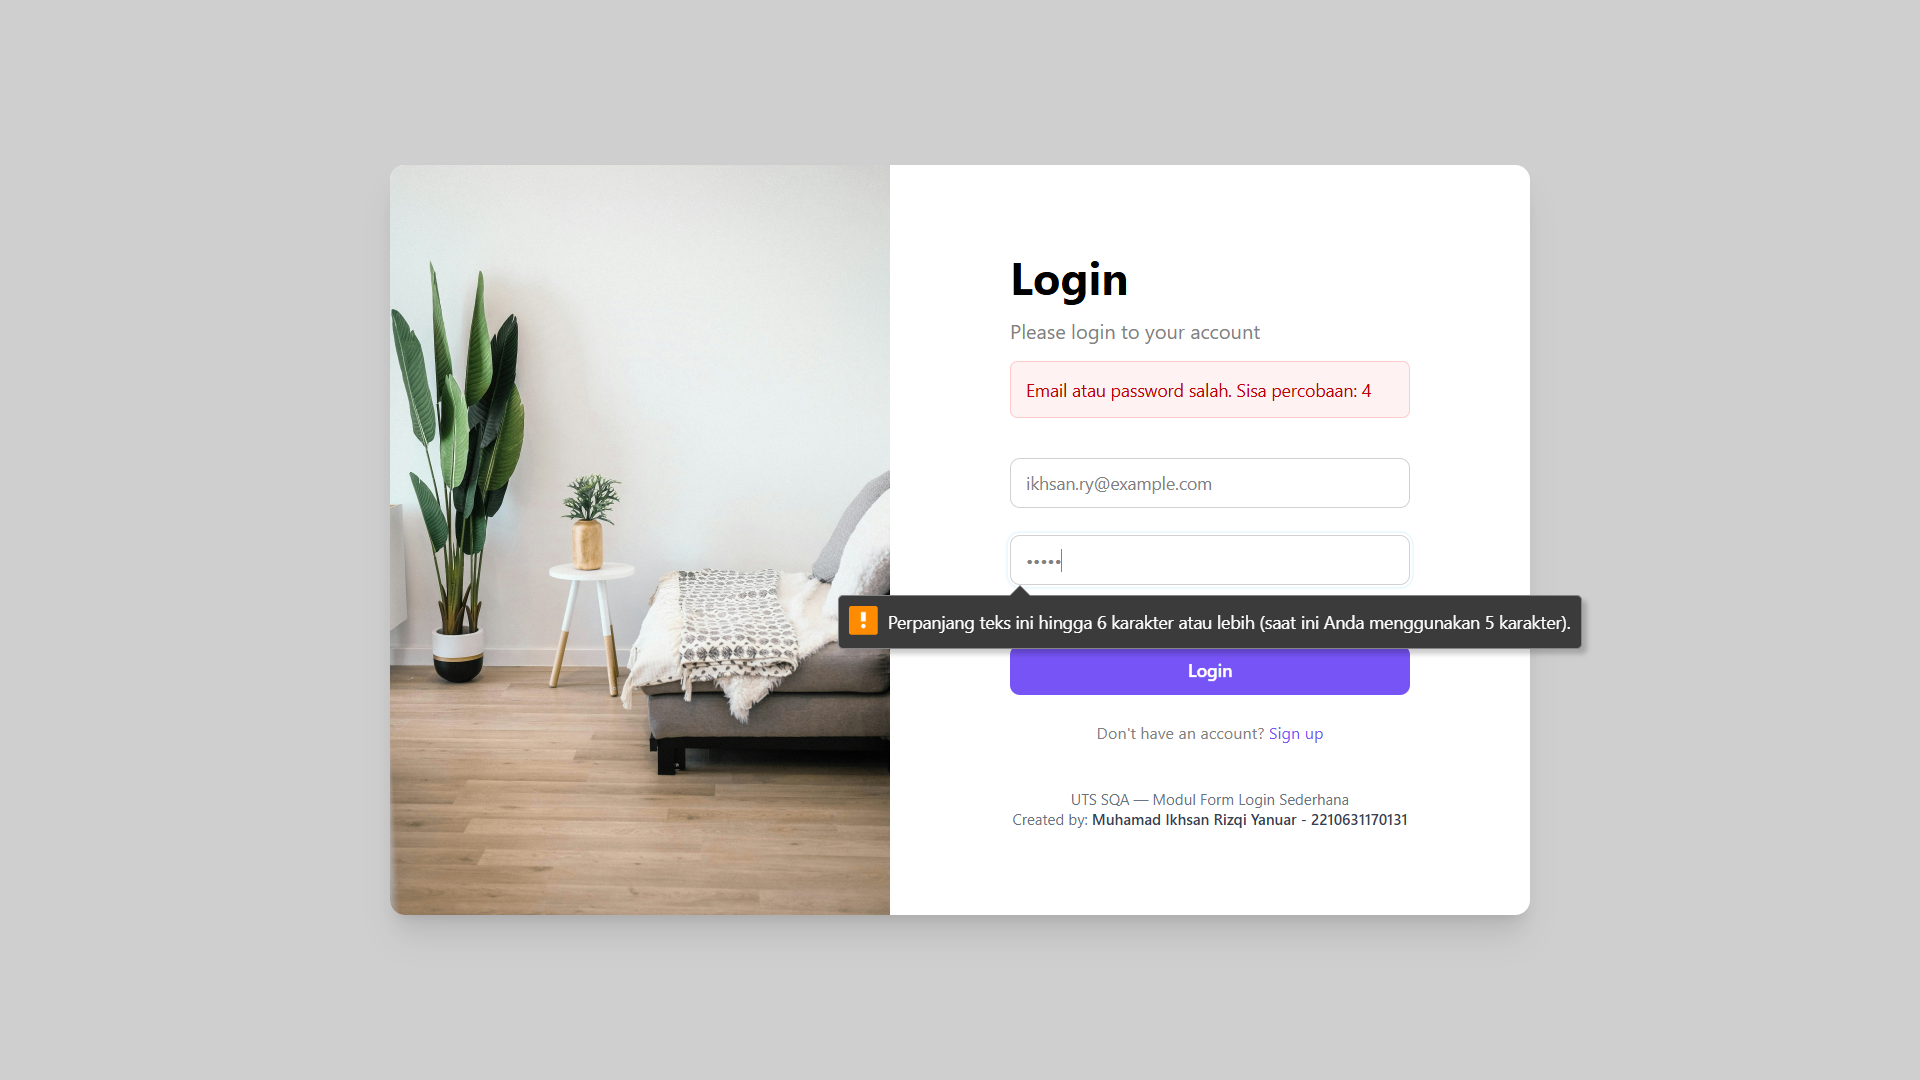 Login
Please login to your account
Email atau password salah. Sisa percobaan: 4
ikhsan.ry@example.com
•••••
Perpanjang teks ini hingga 6 karakter atau lebih (saat ini Anda menggunakan 5 karakter).
Login
Don't have an account? Sign up
UTS SQA — Modul Form Login Sederhana
Created by: Muhamad Ikhsan Rizqi Yanuar - 2210631170131